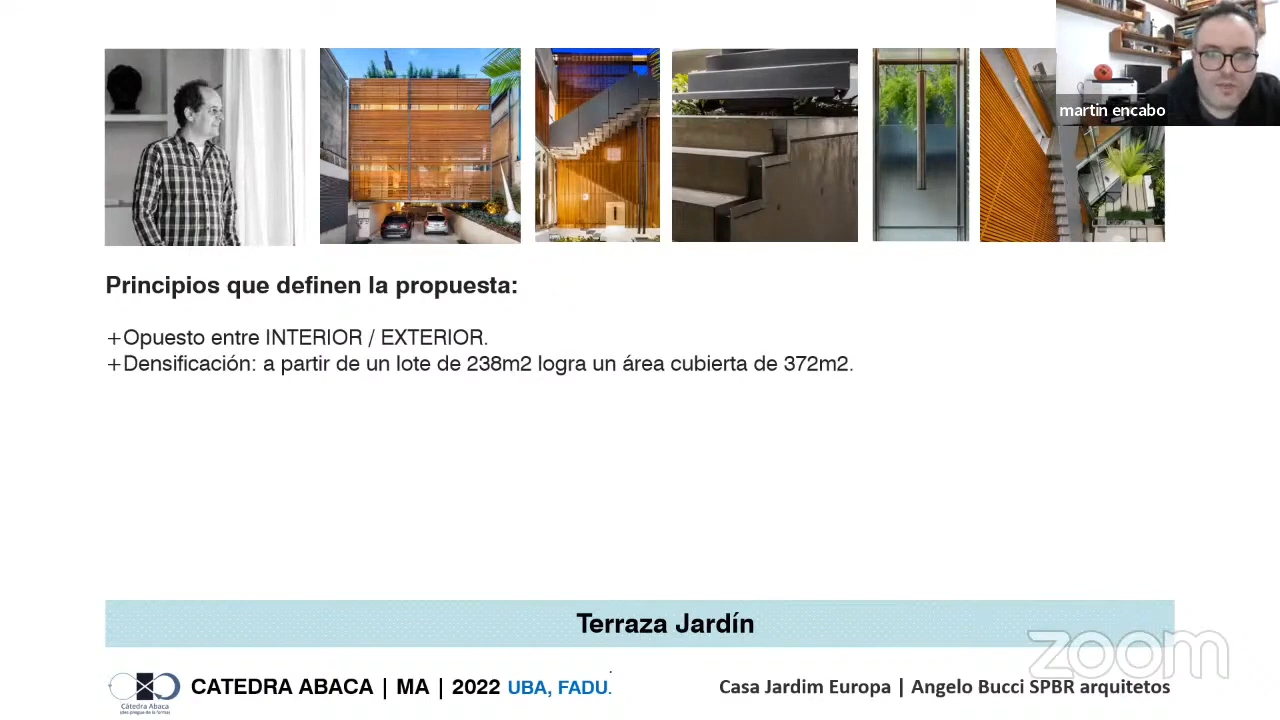 martin encabo
Principios que definen la propuesta:
+Opuesto entre INTERIOR / EXTERIOR.
+Densificación: a partir de un lote de 238m2 logra un área cubierta de 372m2.
Terraza Jardín
zoom
Cátedra Abaca
CATEDRA ABACA | MA | 2022 UBA, FADU.
Casa Jardim Europa | Angelo Bucci SPBR arquitetos